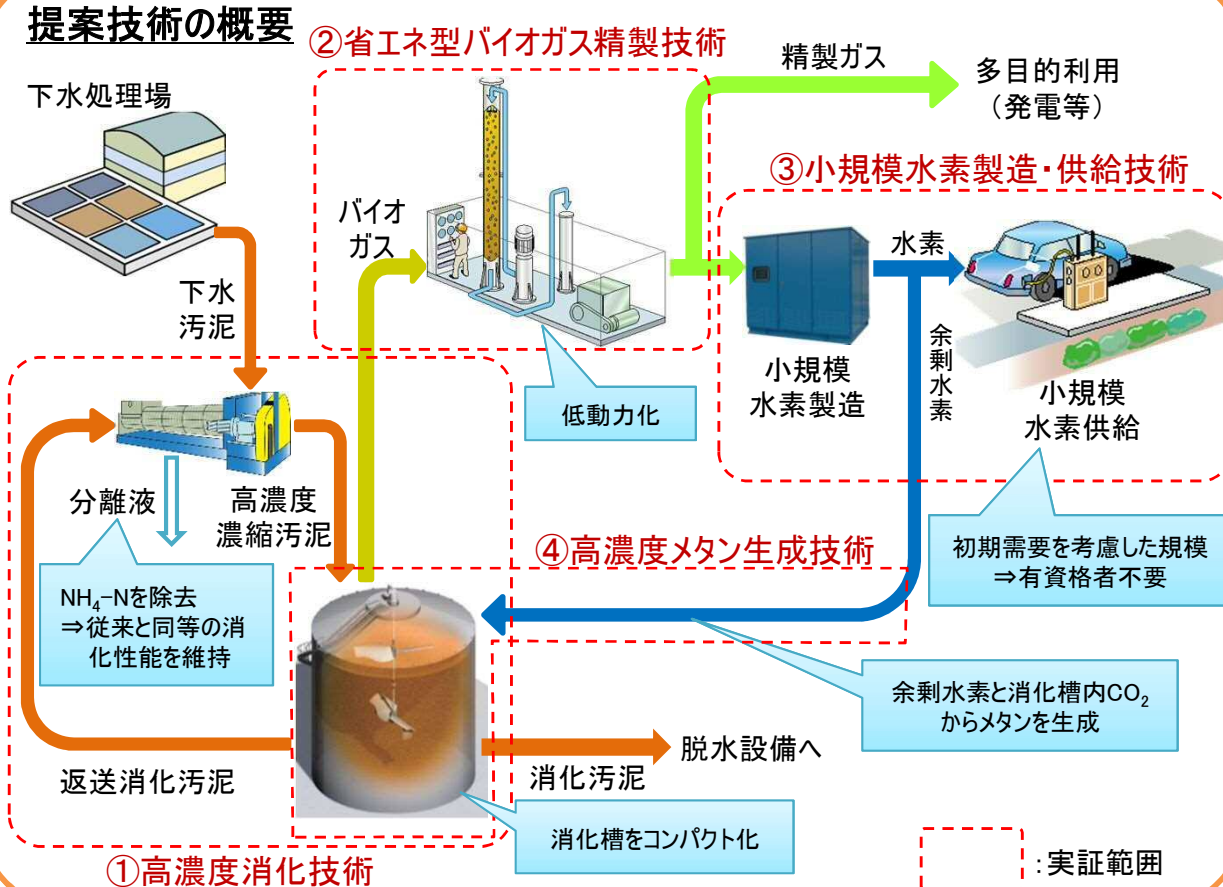 提案技術の概要
②省エネ型バイオガス精製技術
精製ガス
多目的利用
（発電等）
下水処理場
③小規模水素製造・供給技術
バイオ
ガス
水素
下水
汚泥
余剰水素
小規模
水素製造
小規模
水素供給
低動力化
分離液
高濃度
濃縮汚泥
④高濃度メタン生成技術
初期需要を考慮した規模
⇒有資格者不要
NH₄-Nを除去
⇒従来と同等の消
化性能を維持
余剰水素と消化槽内CO₂
からメタンを生成
脱水設備へ
返送消化汚泥
消化汚泥
消化槽をコンパクト化
①高濃度消化技術
：実証範囲